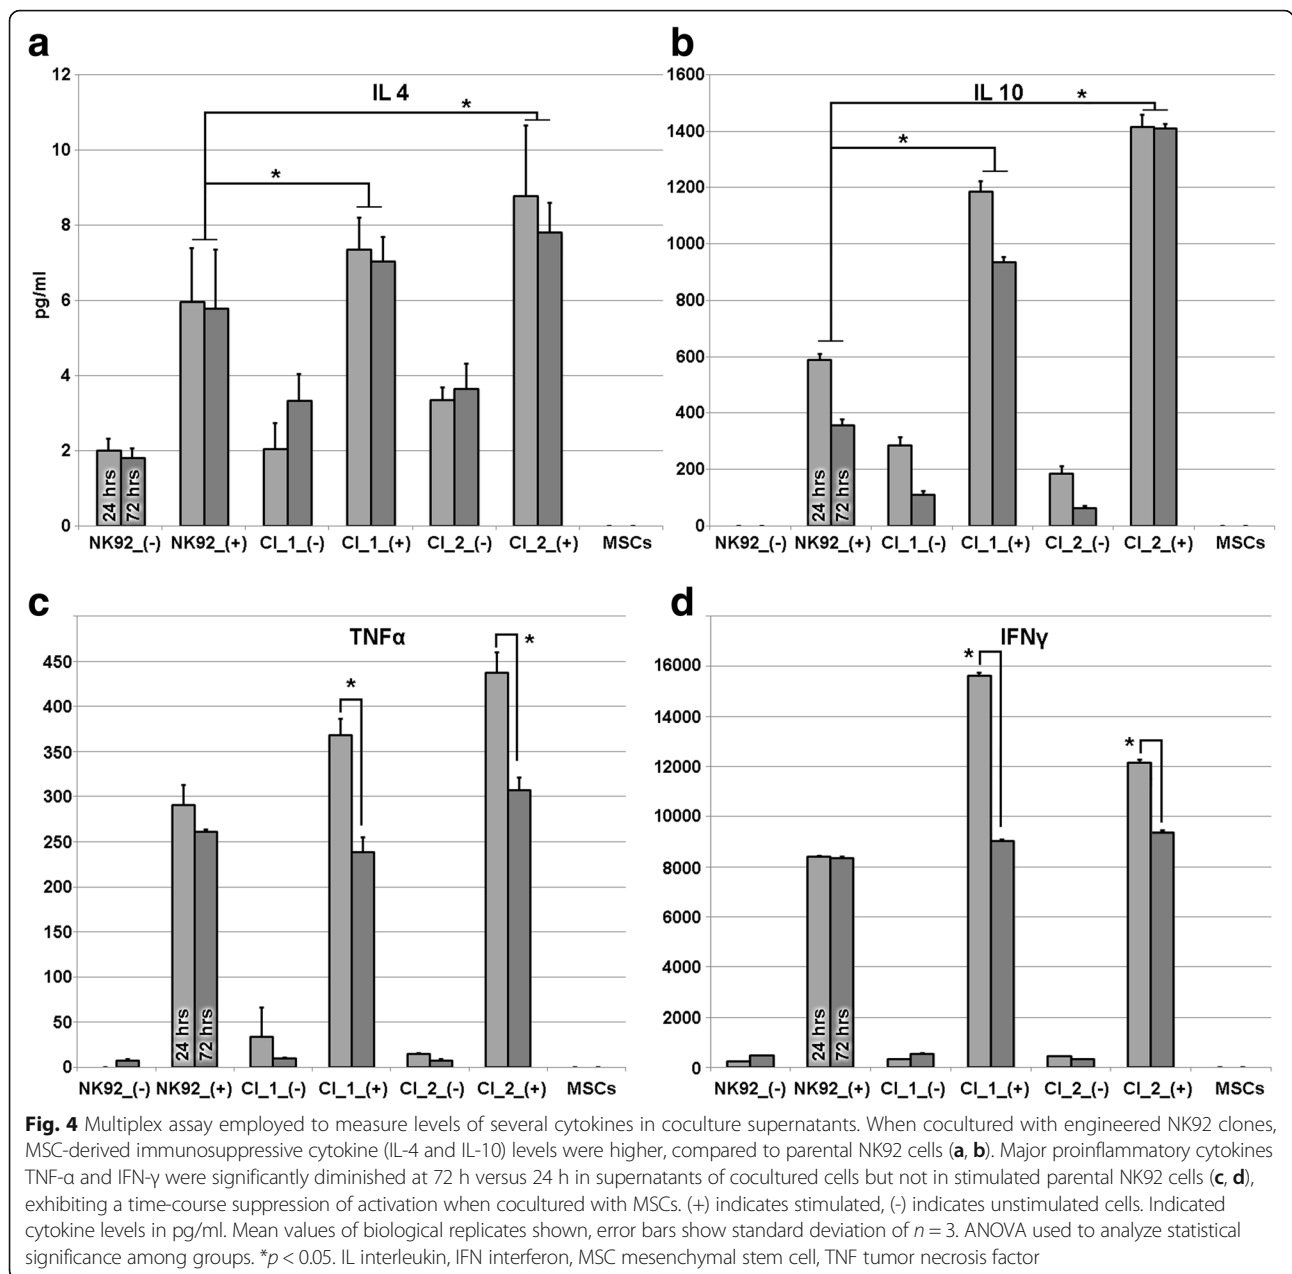 a
IL 4
*
*
pg/ml
12
10
8
6
4
2
0
24 hrs
72 hrs
NK92_(-) NK92_(+) Cl_1_(-) Cl_1_(+) Cl_2_(-) Cl_2_(+) MSCs
b
IL 10
*
*
1600
1400
1200
1000
800
600
400
200
0
24 hrs
72 hrs
NK92_(-) NK92_(+) Cl_1_(-) Cl_1_(+) Cl_2_(-) Cl_2_(+) MSCs
c
TNFα
*
*
450
400
350
300
250
200
150
100
50
0
24 hrs
72 hrs
NK92_(-) NK92_(+) Cl_1_(-) Cl_1_(+) Cl_2_(-) Cl_2_(+) MSCs
d
IFNγ
*
*
16000
14000
12000
10000
8000
6000
4000
2000
0
24 hrs
72 hrs
NK92_(-) NK92_(+) Cl_1_(-) Cl_1_(+) Cl_2_(-) Cl_2_(+) MSCs
Fig. 4 Multiplex assay employed to measure levels of several cytokines in coculture supernatants. When cocultured with engineered NK92 clones,
MSC-derived immunosuppressive cytokine (IL-4 and IL-10) levels were higher, compared to parental NK92 cells (a, b). Major proinflammatory cytokines
TNF-α and IFN-γ were significantly diminished at 72 h versus 24 h in supernatants of cocultured cells but not in stimulated parental NK92 cells (c, d),
exhibiting a time-course suppression of activation when cocultured with MSCs. (+) indicates stimulated, (-) indicates unstimulated cells. Indicated
cytokine levels in pg/ml. Mean values of biological replicates shown, error bars show standard deviation of n = 3. ANOVA used to analyze statistical
significance among groups. *p < 0.05. IL interleukin, IFN interferon, MSC mesenchymal stem cell, TNF tumor necrosis factor